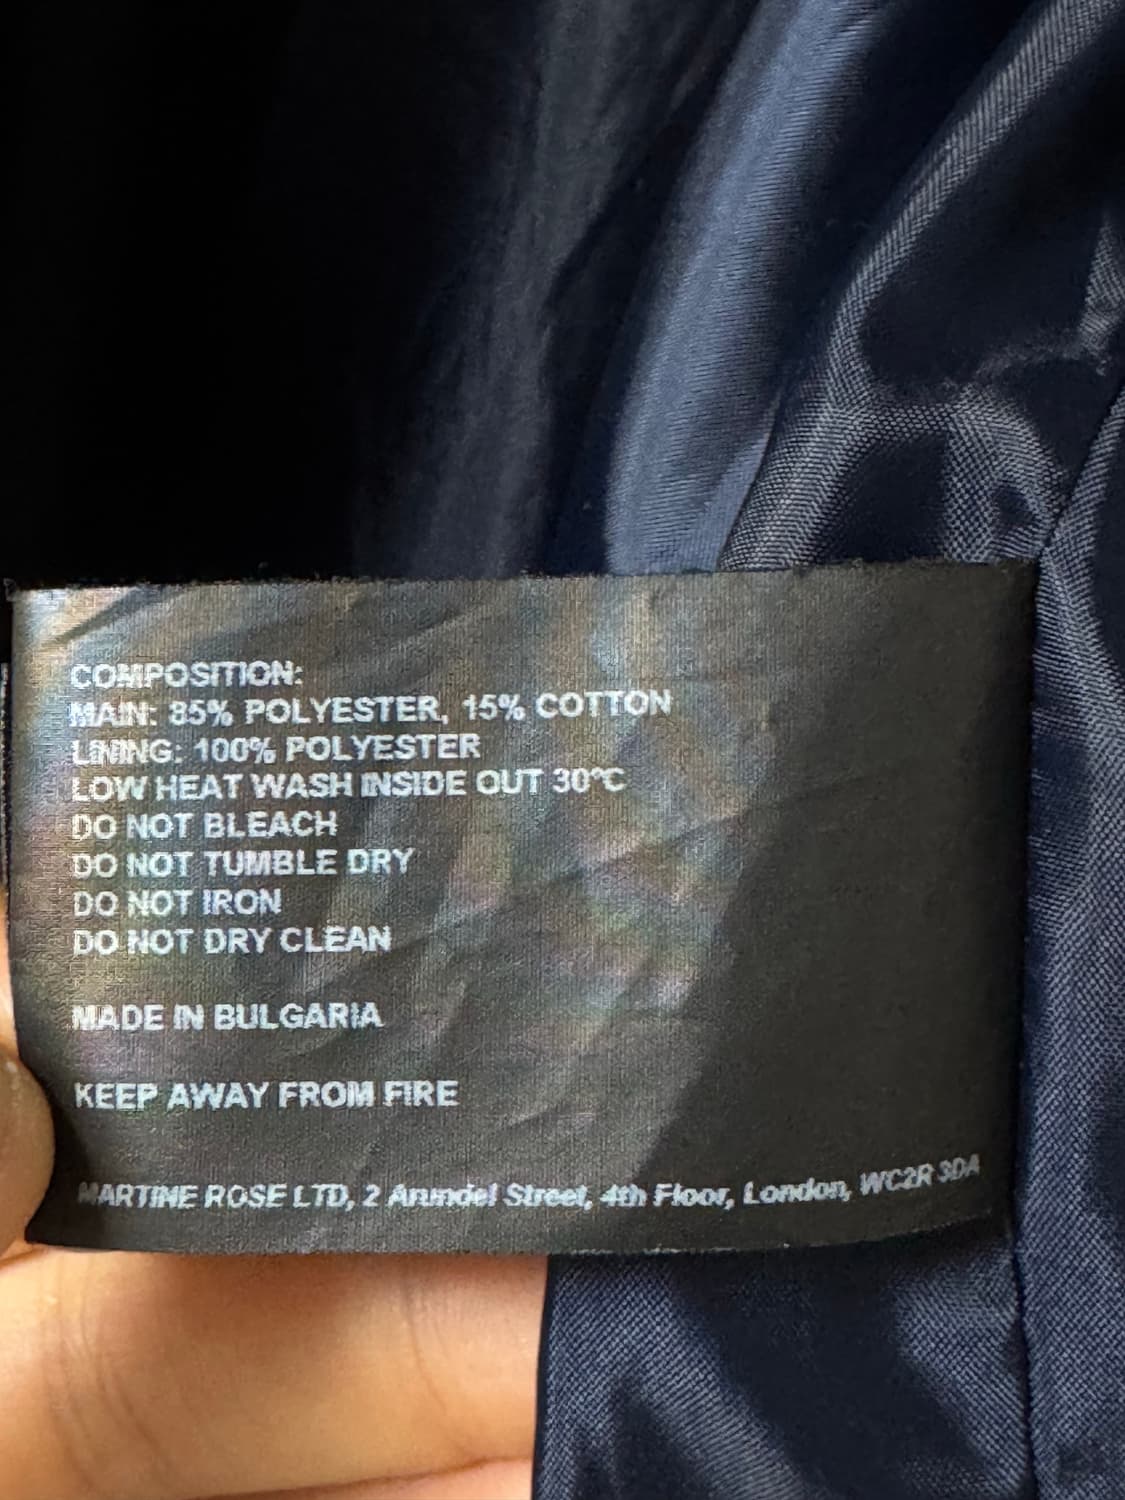 COMPOSITION:
MAIN: 85% POLYESTER, 15% COTTON
LINING: 100% POLYESTER
LOW HEAT WASH INSIDE OUT 30°C
DO NOT BLEACH
DO NOT TUMBLE DRY
DO NOT IRON
DO NOT DRY CLEAN
MADE IN BULGARIA
KEEP AWAY FROM FIRE
MARTINE ROSE LTD, 2 Arundel Street, 4th Floor, London, WC2R 3DA